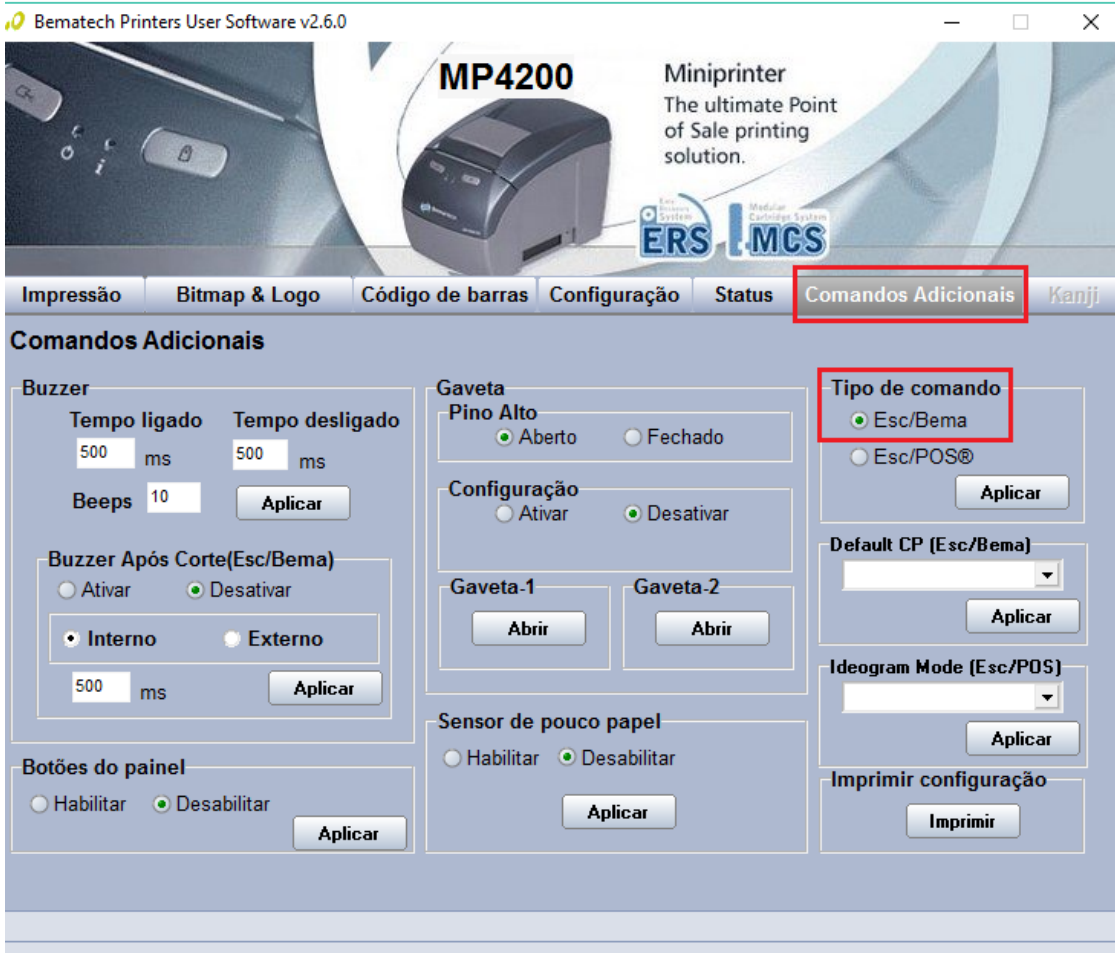 Bematech Printers User Software v2.6.0
MP4200
Miniprinter
The ultimate Point
of Sale printing
solution.
ERS
MCS
Modular
Cartridge System
Impressão Bitmap & Logo Código de barras Configuração Status Comandos Adicionais Kanji
Comandos Adicionais
Buzzer
Tempo ligado Tempo desligado
500 ms 500 ms
Beeps 10 Aplicar
Buzzer Após Corte(Esc/Bema)
Ativar Desativar
Interno Externo
500 ms Aplicar
Botões do painel
Habilitar Desabilitar
Aplicar
Gaveta
Pino Alto
Aberto Fechado
Configuração
Ativar Desativar
Gaveta-1 Gaveta-2
Abrir Abrir
Sensor de pouco papel
Habilitar Desabilitar
Aplicar
Tipo de comando
Esc/Bema
Esc/POS®
Aplicar
Default CP (Esc/Bema)
Aplicar
Ideogram Mode (Esc/POS)
Aplicar
Imprimir configuração
Imprimir